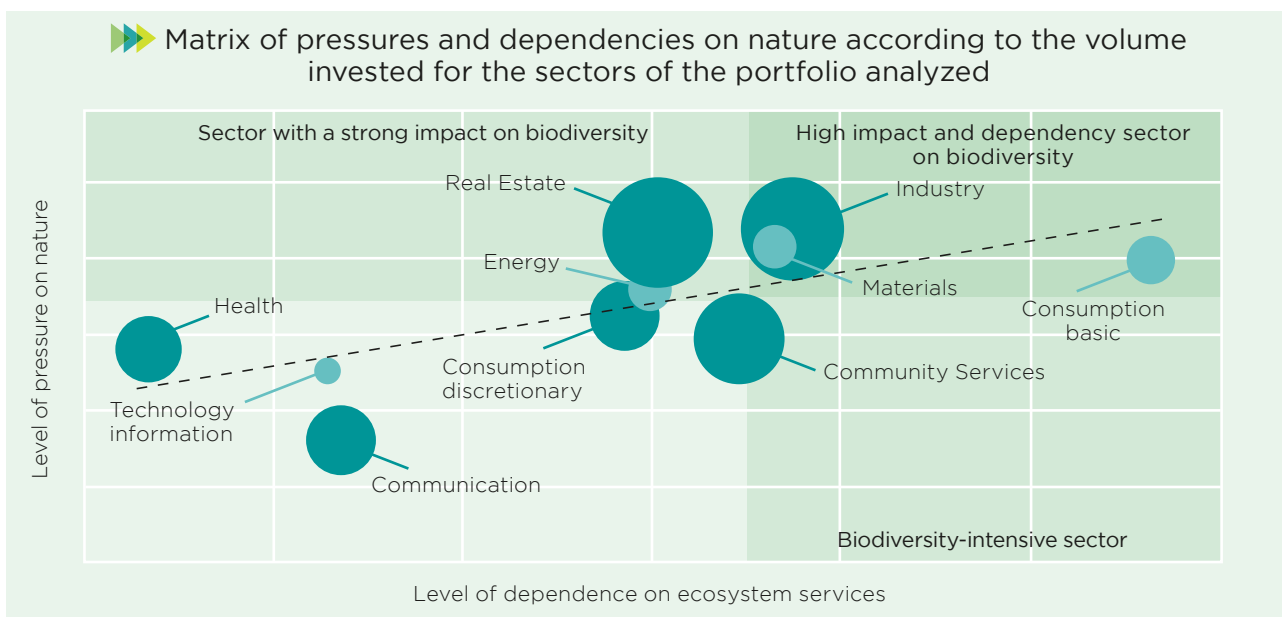 Matrix of pressures and dependencies on nature according to the volume
invested for the sectors of the portfolio analyzed
Sector with a strong impact on biodiversity
High impact and dependency sector
on biodiversity
Real Estate
Industry
Energy
Materials
Health
Consumption
basic
Consumption
discretionary
Community Services
Technology
information
Communication
Biodiversity-intensive sector
Level of pressure on nature
Level of dependence on ecosystem services